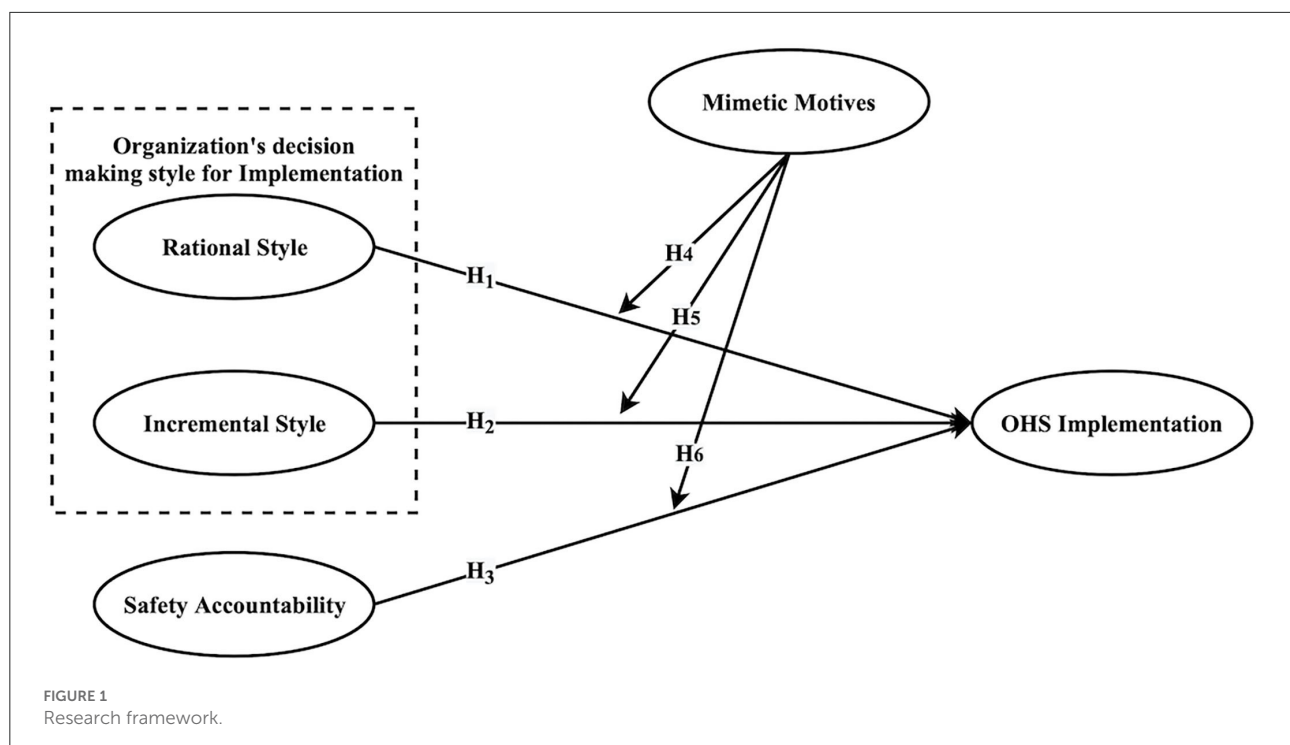 Mimetic Motives
Organization's decision
making style for Implementation
Rational Style
H1
H4
H5
Incremental Style
H2
OHS Implementation
H6
H3
Safety Accountability
FIGURE 1
Research framework.